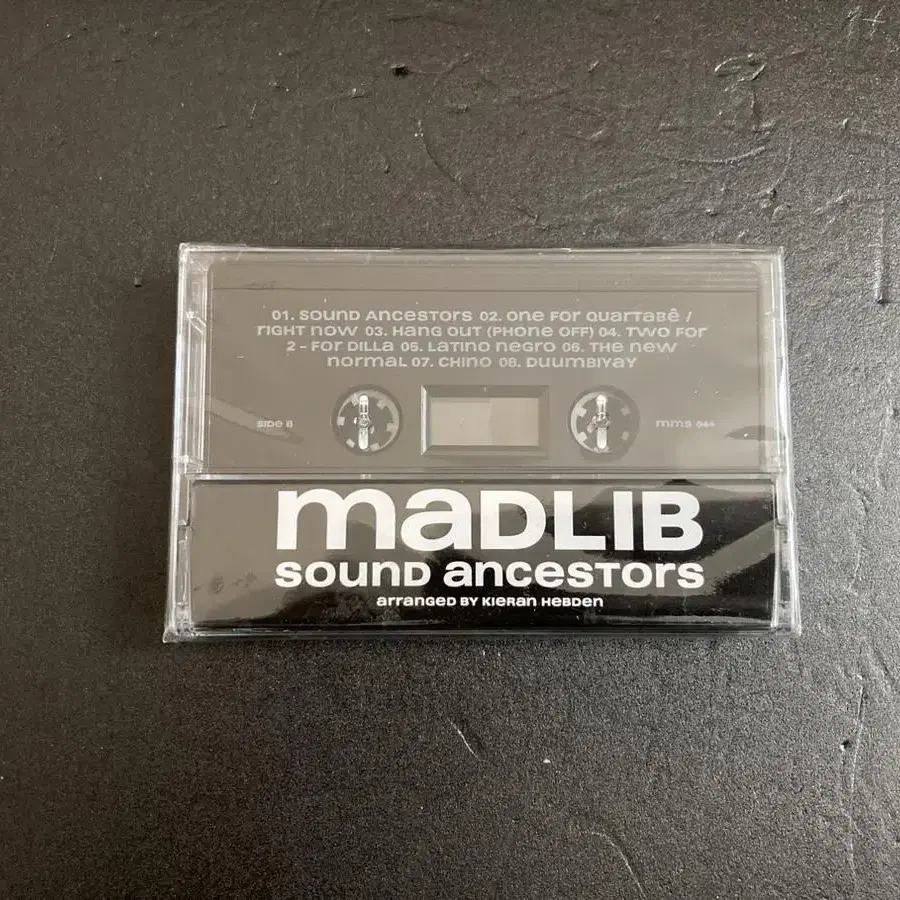 01. SOUND ANCESTORS 02. ONE FOR QUARTABÊ /
RIGHT NOW 03. HANG OUT (PHONE OFF) 04. TWO FOR
2 - FOR DILLA 05. LATINO NEGRO 06. THE NEW
NORMAL 07. CHINO 08. DUUMBIYAY
SIDE B
MMS 044
MADLIB
SOUND ANCESTORS
ARRANGED BY KIERAN HEBDEN